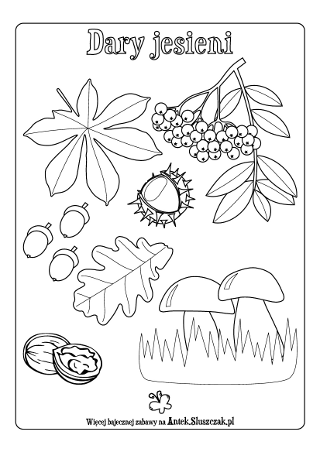 Dary jesieni
Więcej bajecznej zabawy na Antek.Sluszczak.pl